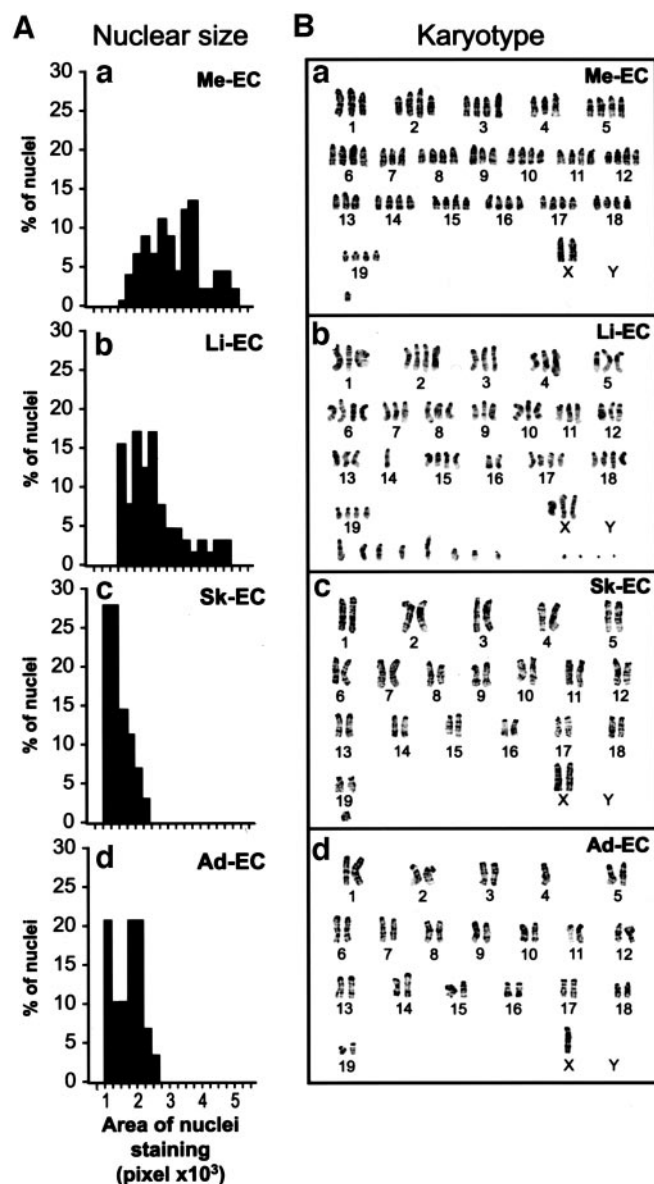 A Nuclear size
B Karyotype
a Me-EC
30
25
20
15
10
5
0
% of nuclei
b Li-EC
30
25
20
15
10
5
0
% of nuclei
c Sk-EC
30
25
20
15
10
5
0
% of nuclei
d Ad-EC
30
25
20
15
10
5
0
% of nuclei
1 2 3 4 5
Area of nuclei
staining
(pixel x10³)
a Me-EC
1 2 3 4 5
6 7 8 9 10 11 12
13 14 15 16 17 18
19 X Y
b Li-EC
1 2 3 4 5
6 7 8 9 10 11 12
13 14 15 16 17 18
19 X Y
c Sk-EC
1 2 3 4 5
6 7 8 9 10 11 12
13 14 15 16 17 18
19 X Y
d Ad-EC
1 2 3 4 5
6 7 8 9 10 11 12
13 14 15 16 17 18
19 X Y